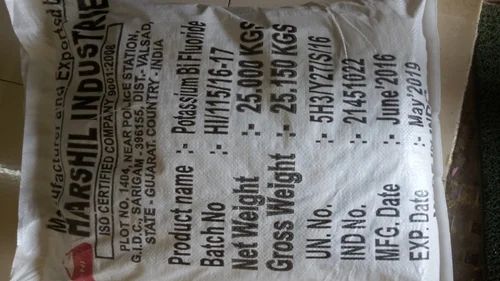 Manufacturer and Exported by
HARSHIL INDUSTRIE
ISO CERTIFIED COMPANY 9001:2008
PLOT NO. 1404, NEAR POLICE STATION,
G.I.D.C., SARIGAM - 396155, DIST:- VALSAD,
STATE - GUJARAT. COUNTRY - INDIA
Product name :- Potassium Bi Fluoride
Batch No :- HI/115/16-17
Net Weight :- 25.000 KGS
Gross Weight :- 25.150 KGS
UN. No. :- 5H3/Y27/S/16
IND No. :- 21451022
MFG. Date :- June 2016
EXP. Date :- May 2019